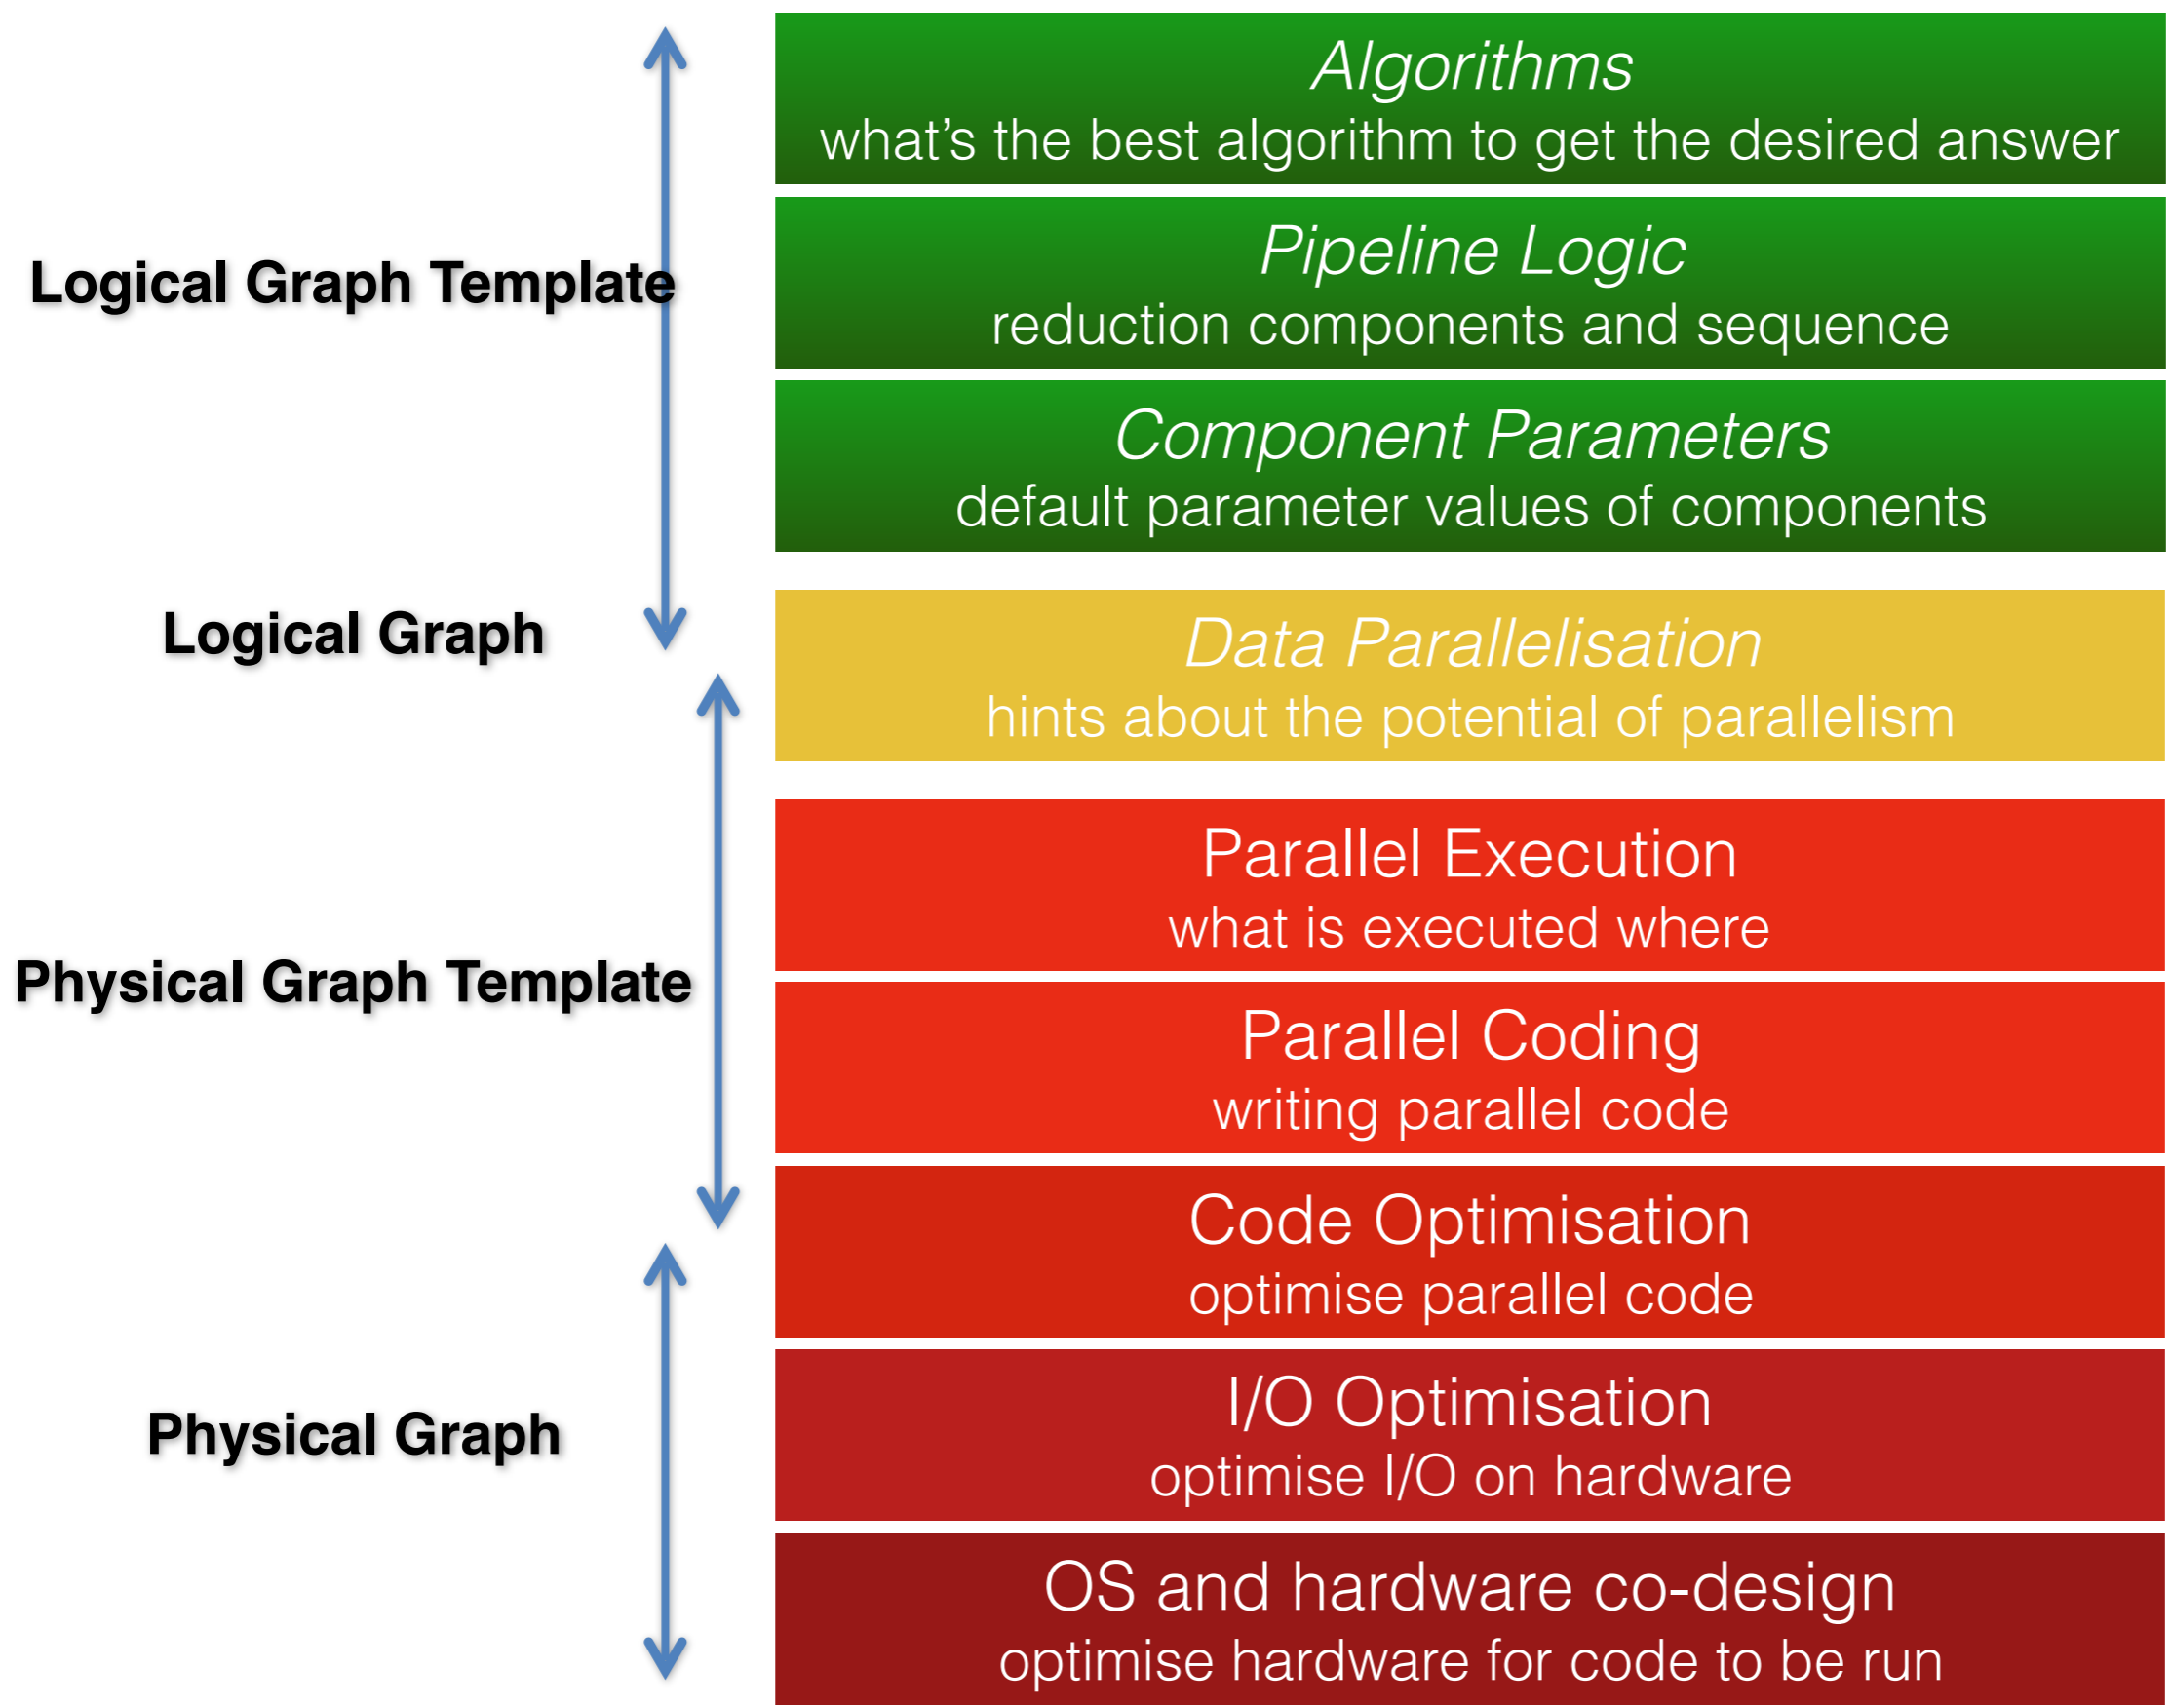 Algorithms
what’s the best algorithm to get the desired answer
Logical Graph Template
Pipeline Logic
reduction components and sequence
Component Parameters
default parameter values of components
Logical Graph
Data Parallelisation
hints about the potential of parallelism
Parallel Execution
what is executed where
Physical Graph Template
Parallel Coding
writing parallel code
Code Optimisation
optimise parallel code
Physical Graph
I/O Optimisation
optimise I/O on hardware
OS and hardware co-design
optimise hardware for code to be run